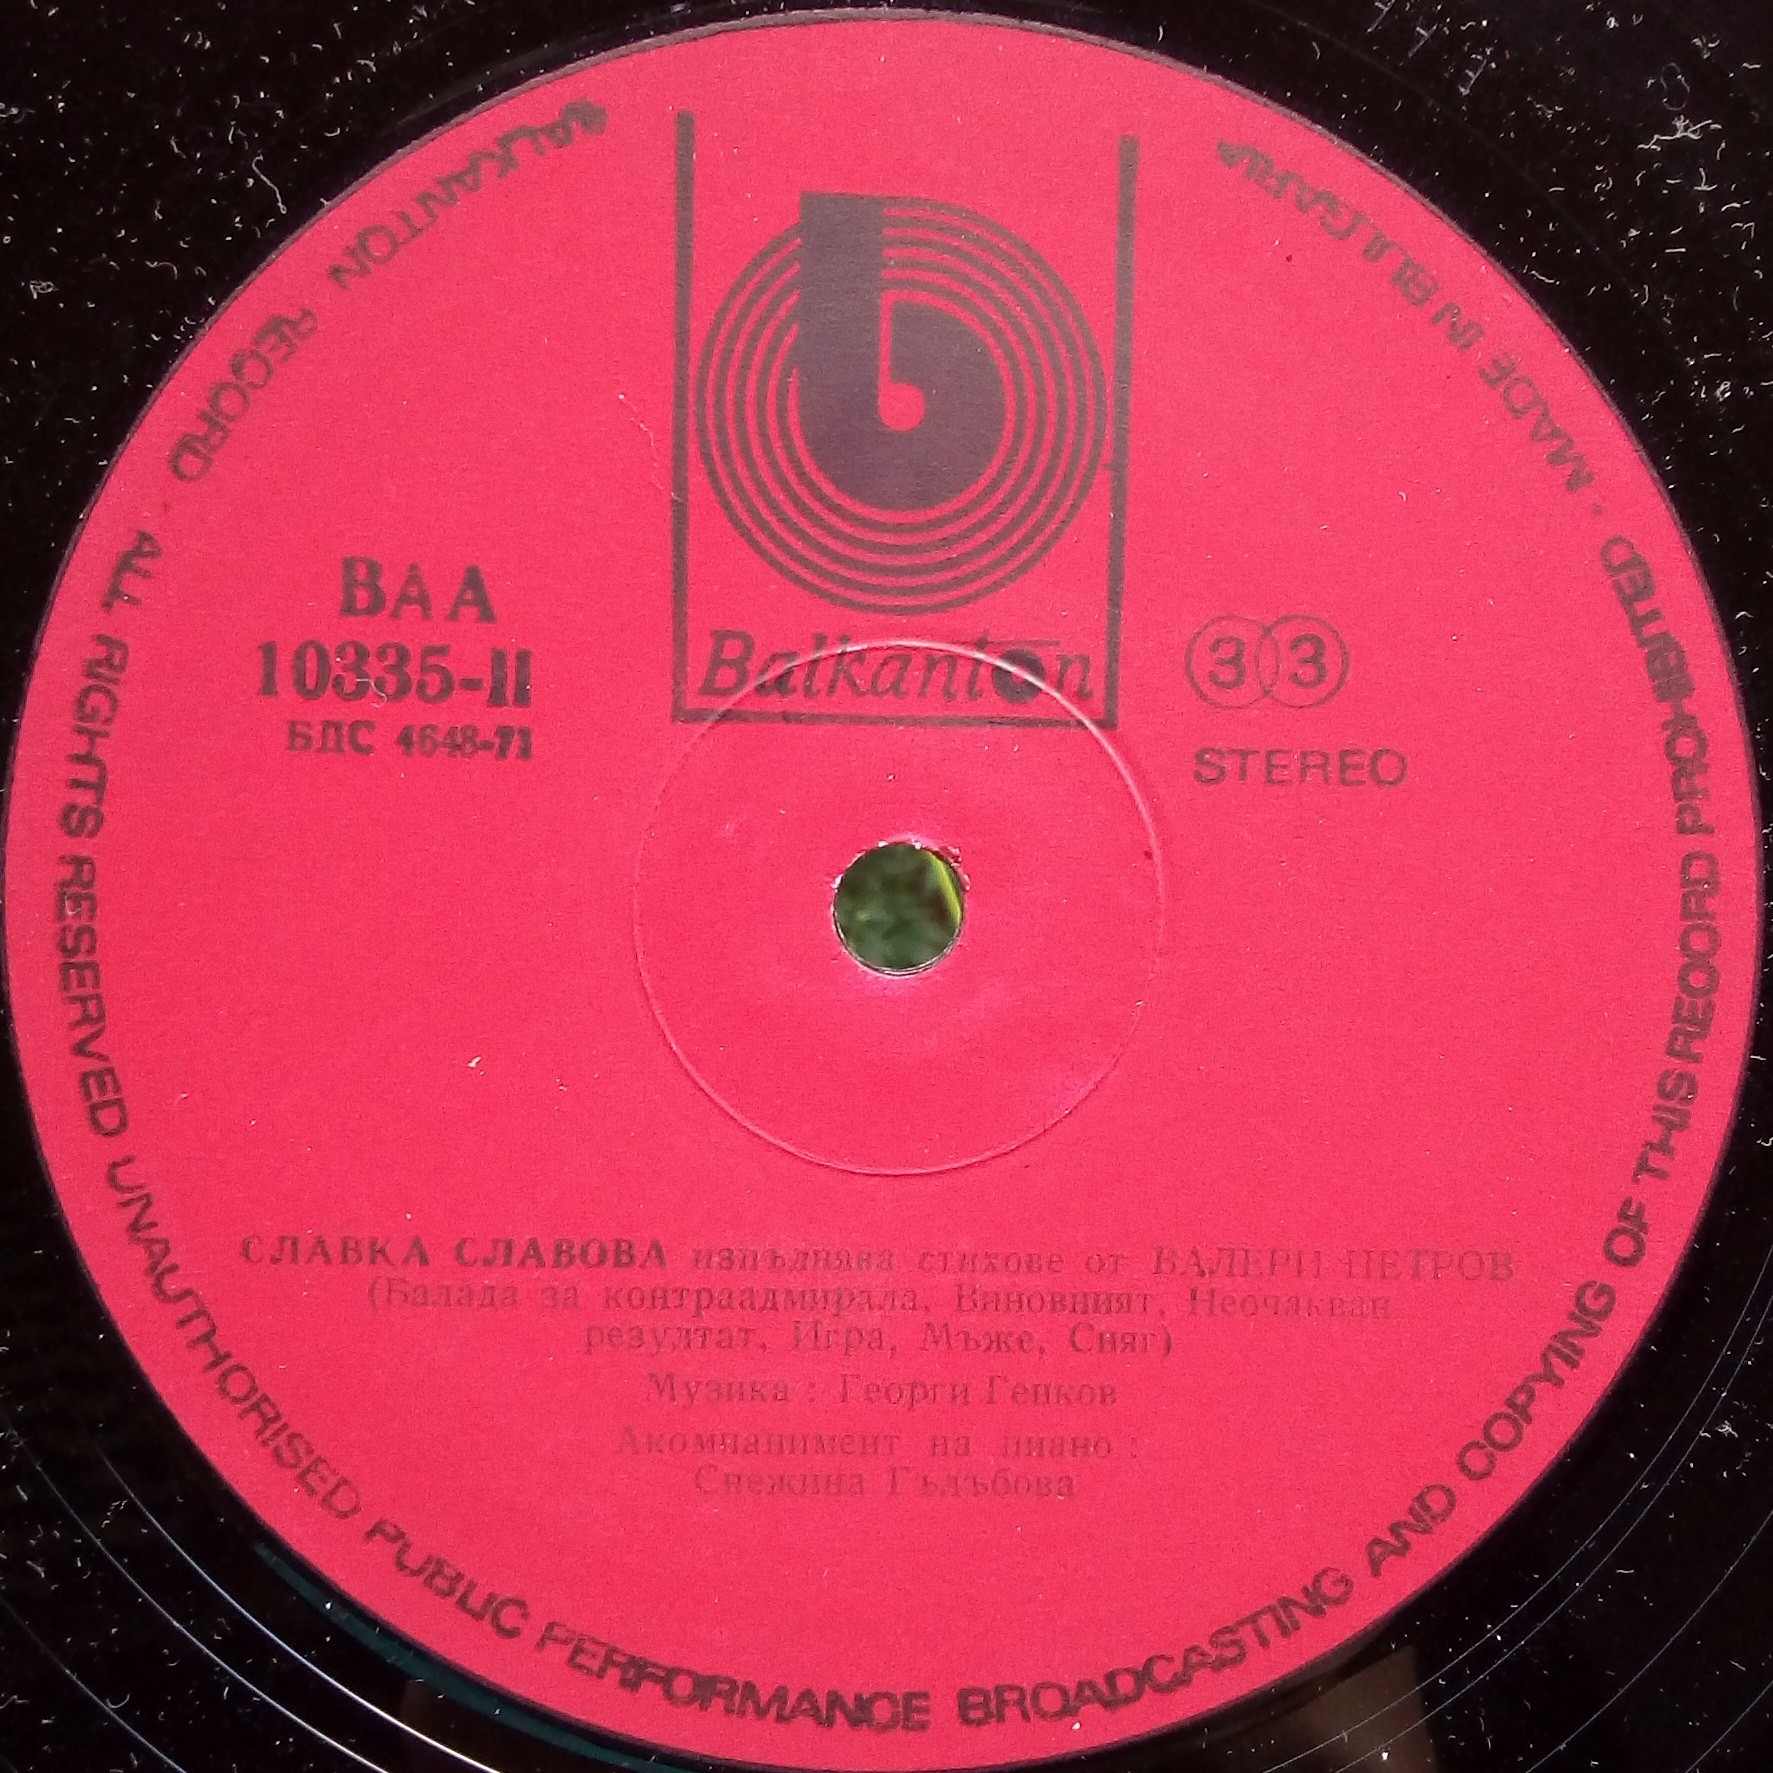 BALKANTON RECORD · ALL RIGHTS RESERVED UNAUTHORISED PUBLIC PERFORMANCE BROADCASTING AND COPYING OF THIS RECORD PROHIBITED · MADE IN BULGARIA
Balkanton
ВАА
10335-II
БДС 4648-71
33
STEREO
СЛАВКА СЛАВОВА изпълнява стихове от ВАЛЕРИ ПЕТРОВ
(Балада за контраадмирала, Виновният, Неочакван
резултат, Игра, Мъже, Сняг)
Музика : Георги Генков
Акомпанимент на пиано :
Снежина Гълъбова